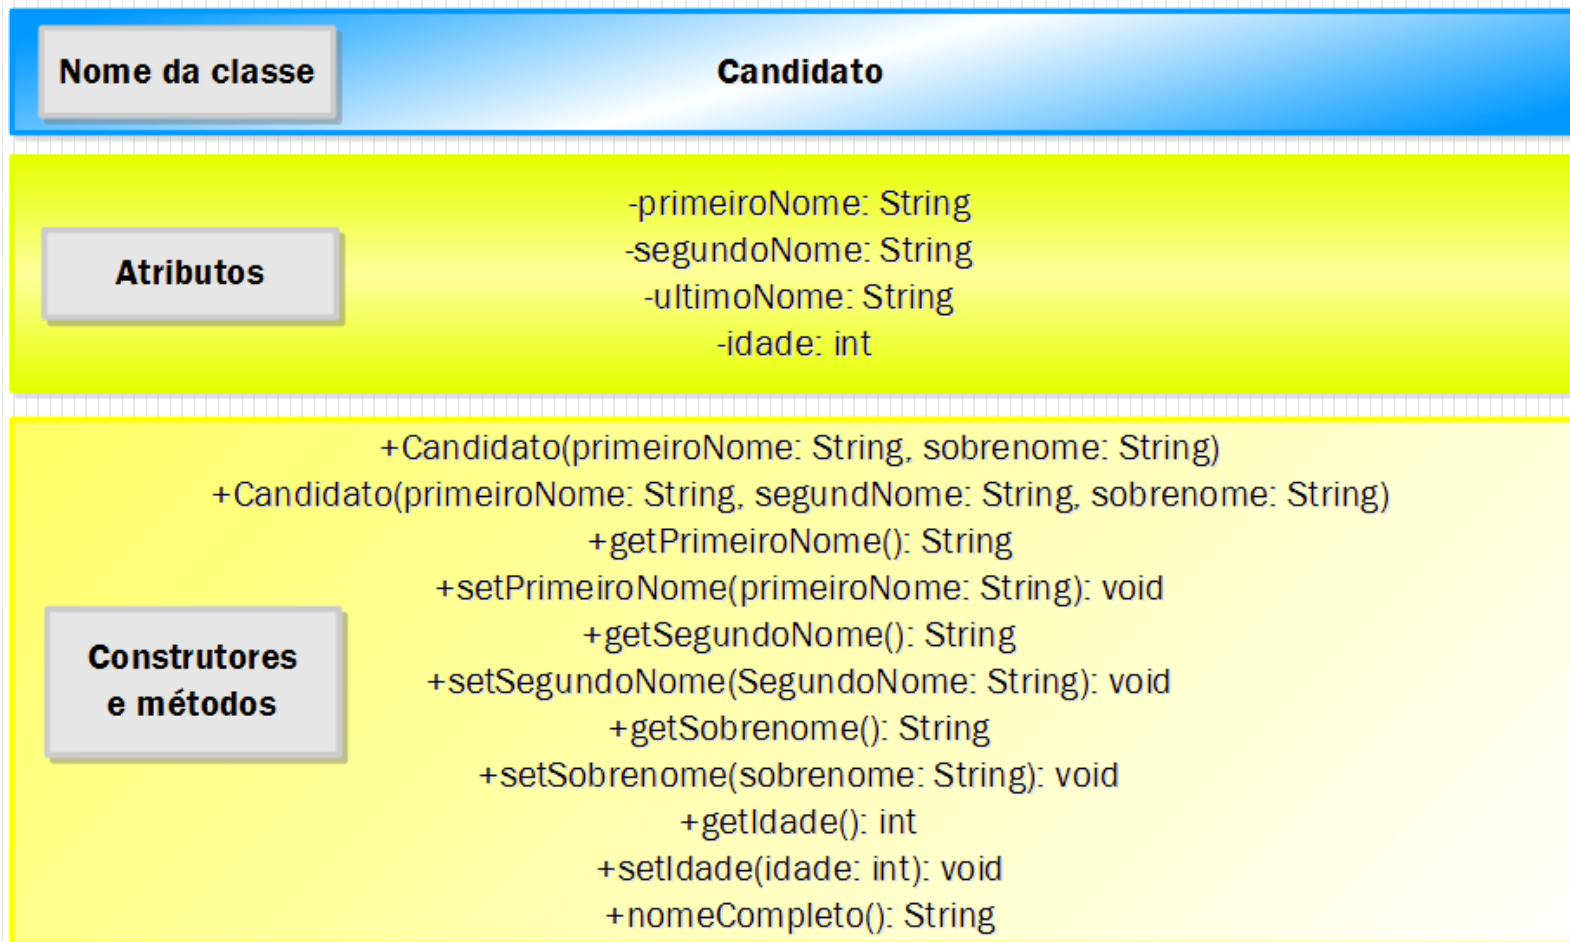 Nome da classe
Candidato
Atributos
-primeiroNome: String
-segundoNome: String
-ultimoNome: String
-idade: int
Construtores
e métodos
+Candidato(primeiroNome: String, sobrenome: String)
+Candidato(primeiroNome: String, segundNome: String, sobrenome: String)
+getPrimeiroNome(): String
+setPrimeiroNome(primeiroNome: String): void
+getSegundoNome(): String
+setSegundoNome(SegundoNome: String): void
+getSobrenome(): String
+setSobrenome(sobrenome: String): void
+getIdade(): int
+setIdade(idade: int): void
+nomeCompleto(): String